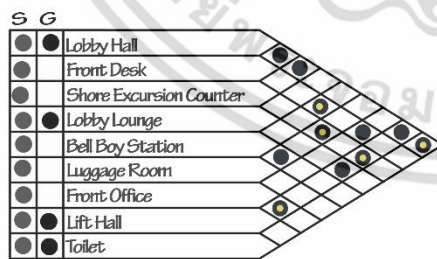 S G
Lobby Hall
Front Desk
Shore Excursion Counter
Lobby Lounge
Bell Boy Station
Luggage Room
Front Office
Lift Hall
Toilet